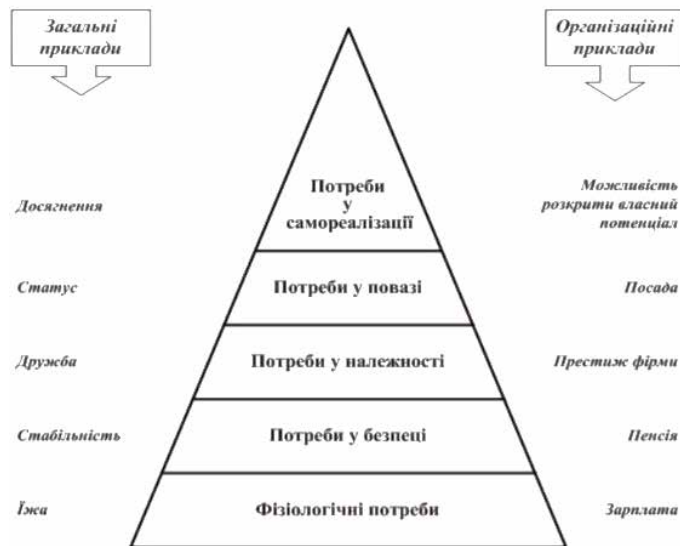 Загальні
приклади
Організаційні
приклади
Досягнення
Потреби
у
самореалізації
Можливість
розкрити власний
потенціал
Статус
Потреби у повазі
Посада
Дружба
Потреби у належності
Престиж фірми
Стабільність
Потреби у безпеці
Пенсія
Їжа
Фізіологічні потреби
Зарплата